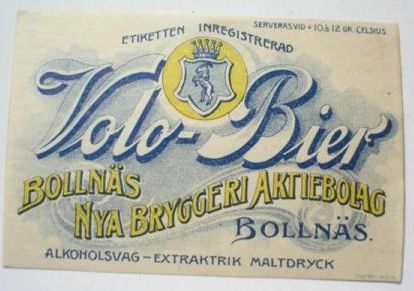 SERVERAS VID + 10 à 12 GR. CELSIUS.
ETIKETTEN INREGISTRERAD
Volo-Bier
BOLLNÄS
NYA BRYGGERI AKTIEBOLAG
BOLLNÄS.
ALKOHOLSVAG – EXTRAKTRIK MALTDRYCK